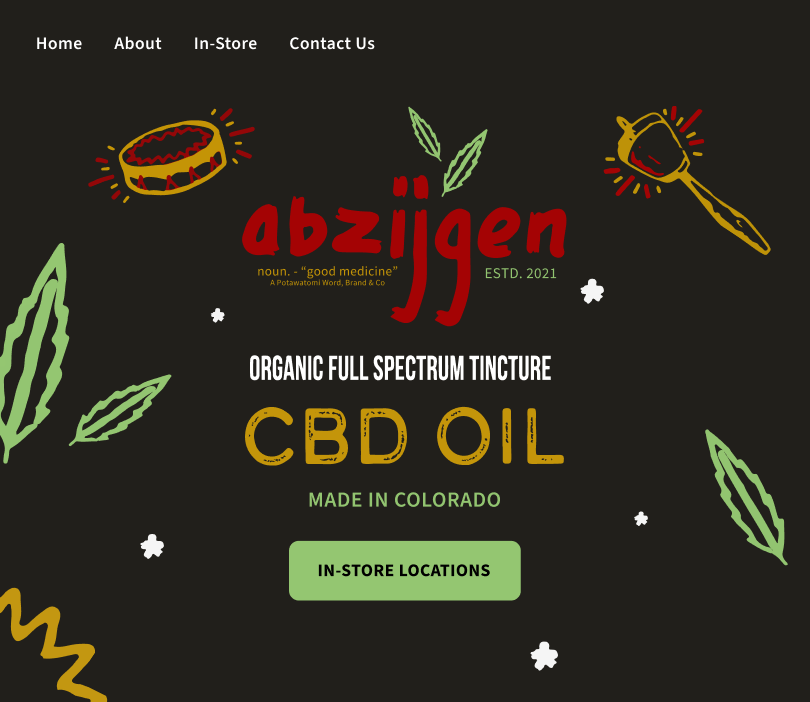 Home About In-Store Contact Us
abzijgen
noun. - “good medicine”
A Potawatomi Word, Brand & Co
ESTD. 2021
ORGANIC FULL SPECTRUM TINCTURE
CBD OIL
MADE IN COLORADO
IN-STORE LOCATIONS